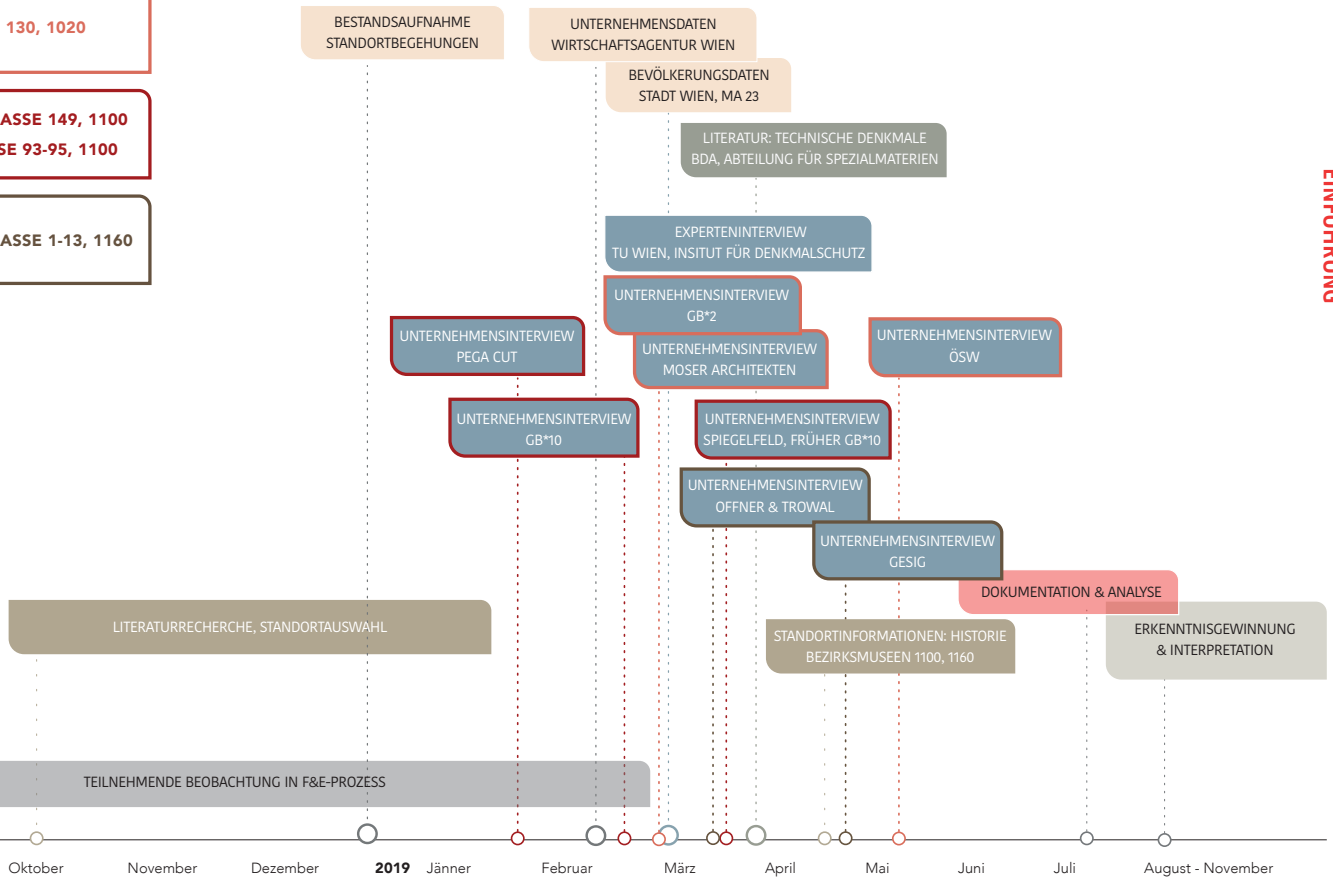 130, 1020
ASSE 149, 1100
SE 93-95, 1100
ASSE 1-13, 1160
BESTANDSAUFNAHME
STANDORTBEGEHUNGEN
UNTERNEHMENSDATEN
WIRTSCHAFTSAGENTUR WIEN
BEVÖLKERUNGSDATEN
STADT WIEN, MA 23
LITERATUR: TECHNISCHE DENKMALE
BDA, ABTEILUNG FÜR SPEZIALMATERIEN
EINFÜHRUNG
EXPERTENINTERVIEW
TU WIEN, INSITUT FÜR DENKMALSCHUTZ
UNTERNEHMENSINTERVIEW
GB*2
UNTERNEHMENSINTERVIEW
PEGA CUT
UNTERNEHMENSINTERVIEW
MOSER ARCHITEKTEN
UNTERNEHMENSINTERVIEW
ÖSW
UNTERNEHMENSINTERVIEW
GB*10
UNTERNEHMENSINTERVIEW
SPIEGELFELD, FRÜHER GB*10
UNTERNEHMENSINTERVIEW
OFFNER & TROWAL
UNTERNEHMENSINTERVIEW
GESIG
DOKUMENTATION & ANALYSE
LITERATURRECHERCHE, STANDORTAUSWAHL
STANDORTINFORMATIONEN: HISTORIE
BEZIRKSMUSEEN 1100, 1160
ERKENNTNISGEWINNUNG
& INTERPRETATION
TEILNEHMENDE BEOBACHTUNG IN F&E-PROZESS
Oktober November Dezember 2019 Jänner Februar März April Mai Juni Juli August - November